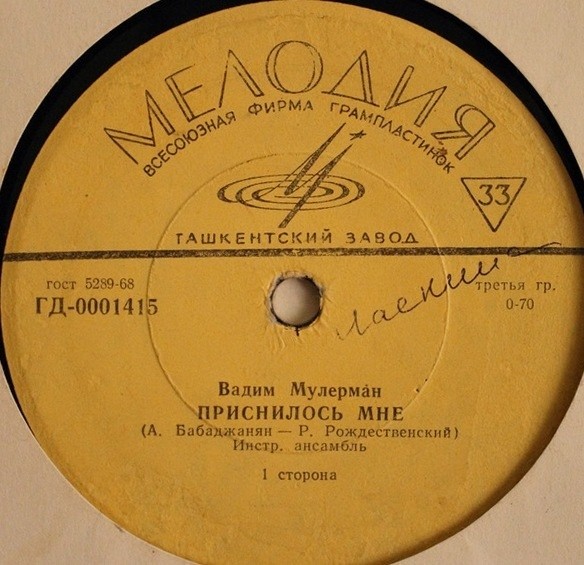 МЕЛОДИЯ
ВСЕСОЮЗНАЯ ФИРМА ГРАМПЛАСТИНОК
33
ТАШКЕНТСКИЙ ЗАВОД
гост 5289-68
ГД-0001415
третья гр.
0-70
Вадим Мулерма́н
ПРИСНИЛОСЬ МНЕ
(А. Бабаджанян — Р. Рождественский)
Инстр. ансамбль
1 сторона